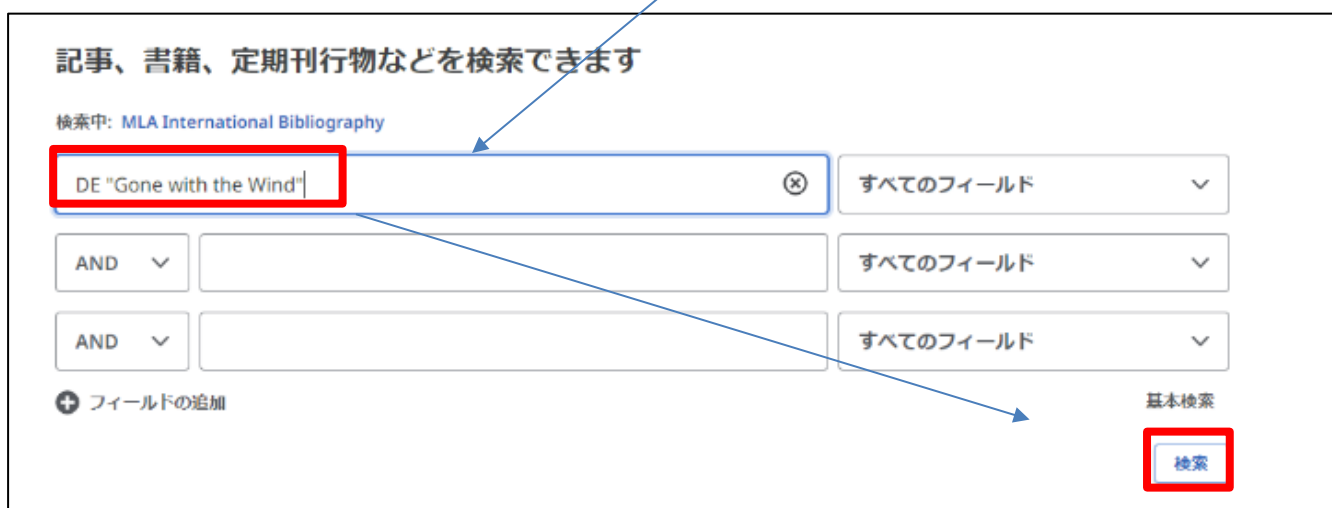 記事、書籍、定期刊行物などを検索できます
検索中: MLA International Bibliography
DE "Gone with the Wind" すべてのフィールド
AND すべてのフィールド
AND すべてのフィールド
フィールドの追加 基本検索
検索